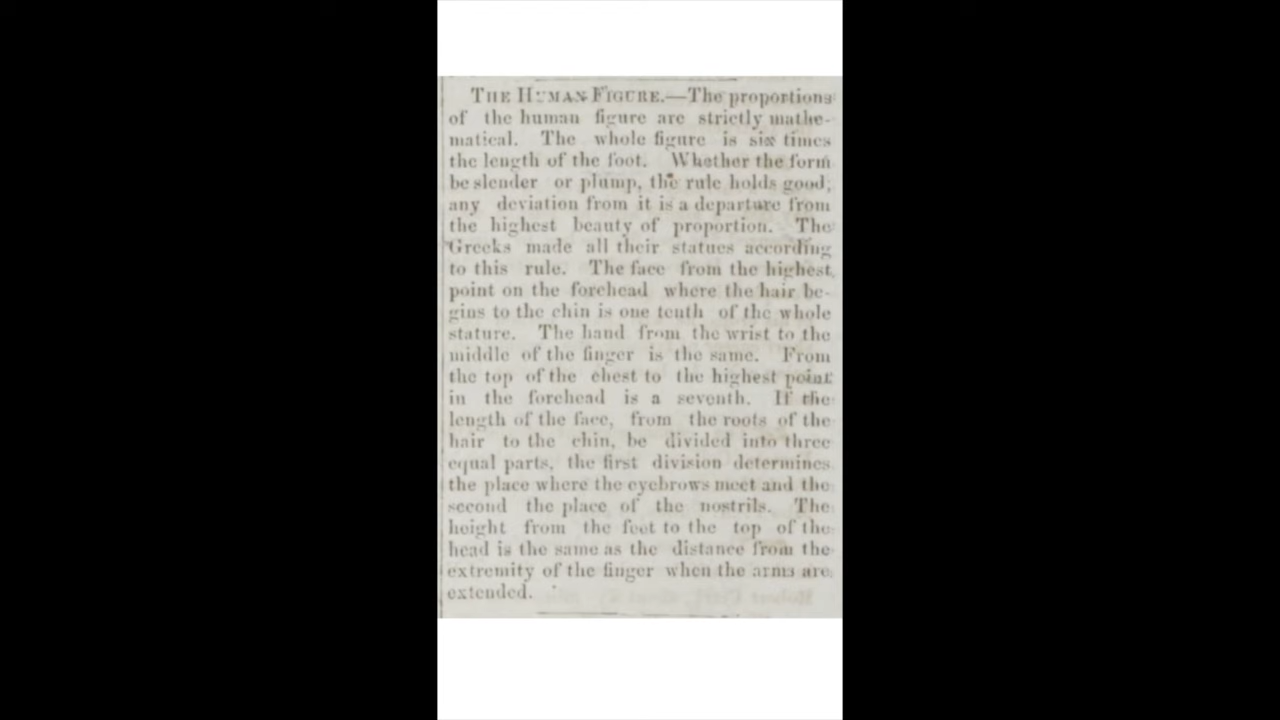 THE HUMAN FIGURE.—The proportions
of the human figure are strictly mathe-
matical. The whole figure is six times
the length of the foot. Whether the form
be slender or plump, the rule holds good;
any deviation from it is a departure from
the highest beauty of proportion. The
Greeks made all their statues according
to this rule. The face from the highest
point on the forehead where the hair be-
gins to the chin is one tenth of the whole
stature. The hand from the wrist to the
middle of the finger is the same. From
the top of the chest to the highest point
in the forehead is a seventh. If the
length of the face, from the roots of the
hair to the chin, be divided into three
equal parts, the first division determines
the place where the eyebrows meet and the
second the place of the nostrils. The
height from the feet to the top of the
head is the same as the distance from the
extremity of the finger when the arms are
extended.